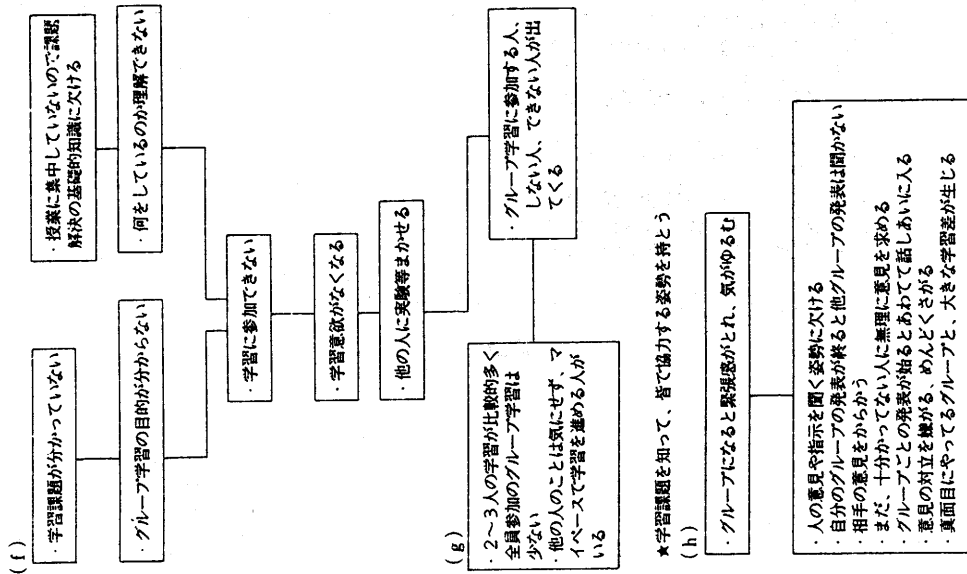 (f)
・学習課題が分かっていない
・グループ学習の目的が分からない
・授業に集中していないので課題
解決の基礎的知識に欠ける
・何をしているのか理解できない
・学習に参加できない
・学習意欲がなくなる
・他の人に実験等まかせる
(g)
・2〜3人の学習が比較的多く
全員参加のグループ学習は
少ない
・他の人のことは気にせず、マ
イペースで学習を進める人が
いる
・グループ学習に参加する人、
しない人、できない人が出
てくる
★学習課題を知って、皆で協力する姿勢を持とう
(h)
・グループになると緊張感がとれ、気がゆるむ
・人の意見や指示を聞く姿勢に欠ける
・自分のグループの発表が終ると他グループの発表は聞かない
・相手の意見をからかう
・まだ、十分かってない人に無理に意見を求める
・グループごとの発表が始るとあわてて話しあいに入る
・意見の対立を嫌がる、めんどくさがる
・真面目にやってるグループと、大きな学習差が生じる